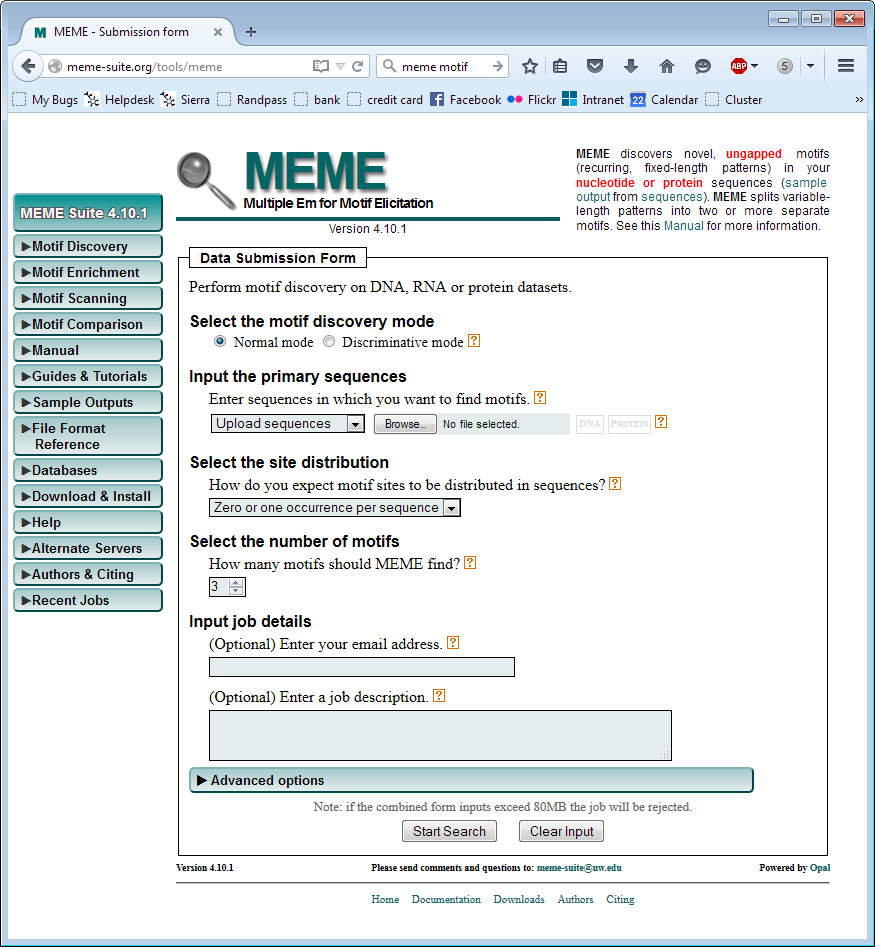 MEME - Submission form
meme-suite.org/tools/meme
meme motif
ABP
5
My Bugs Helpdesk Sierra Randpass bank credit card Facebook Flickr Intranet 22 Calendar Cluster »
MEME
Multiple Em for Motif Elicitation
Version 4.10.1
MEME discovers novel, ungapped motifs
(recurring, fixed-length patterns) in your
nucleotide or protein sequences (sample
output from sequences). MEME splits variable-
length patterns into two or more separate
motifs. See this Manual for more information.
MEME Suite 4.10.1
▶Motif Discovery
▶Motif Enrichment
▶Motif Scanning
▶Motif Comparison
▶Manual
▶Guides & Tutorials
▶Sample Outputs
▶File Format
Reference
▶Databases
▶Download & Install
▶Help
▶Alternate Servers
▶Authors & Citing
▶Recent Jobs
Data Submission Form
Perform motif discovery on DNA, RNA or protein datasets.
Select the motif discovery mode
Normal mode Discriminative mode ?
Input the primary sequences
Enter sequences in which you want to find motifs. ?
Upload sequences Browse... No file selected. DNA PROTEIN ?
Select the site distribution
How do you expect motif sites to be distributed in sequences? ?
Zero or one occurrence per sequence
Select the number of motifs
How many motifs should MEME find? ?
3
Input job details
(Optional) Enter your email address. ?
(Optional) Enter a job description. ?
▶ Advanced options
Note: if the combined form inputs exceed 80MB the job will be rejected.
Start Search Clear Input
Version 4.10.1 Please send comments and questions to: meme-suite@uw.edu Powered by Opal
Home Documentation Downloads Authors Citing